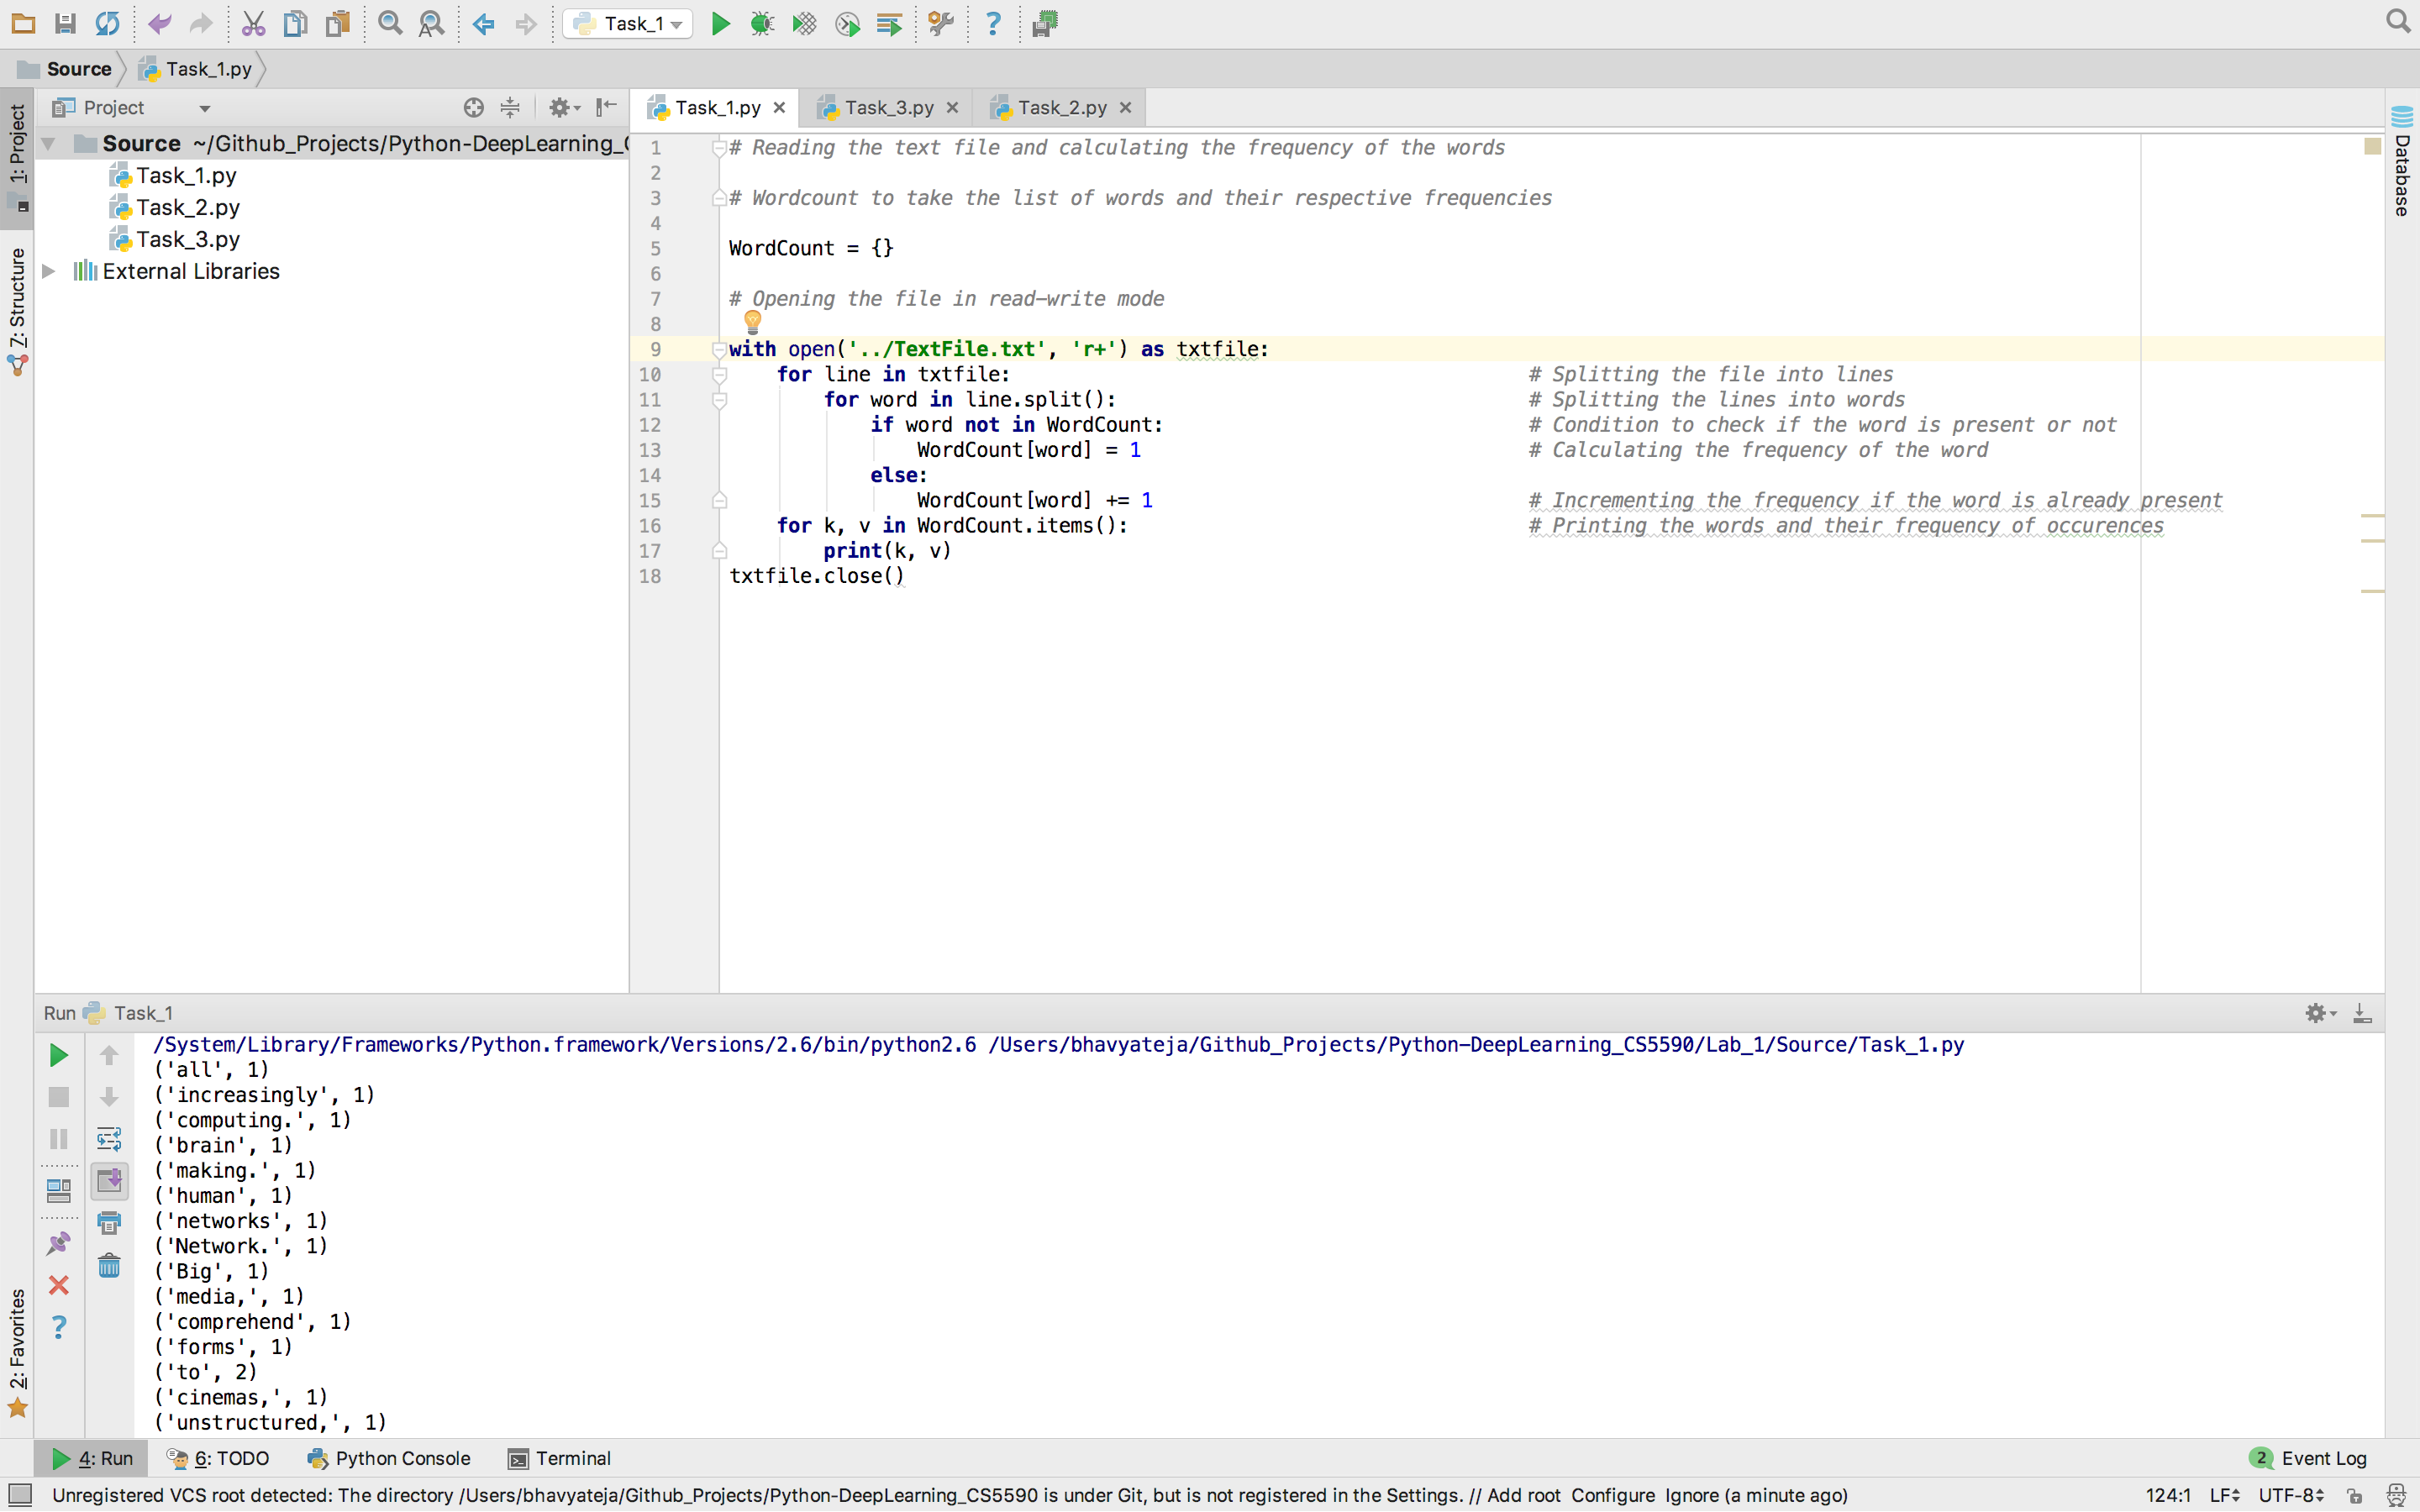 Task_1
Source
Task_1.py
1: Project
7: Structure
2: Favorites
Database
Project
Source ~/Github_Projects/Python-DeepLearning_
Task_1.py
Task_2.py
Task_3.py
External Libraries
Task_1.py
Task_3.py
Task_2.py
1 # Reading the text file and calculating the frequency of the words
2
3 # Wordcount to take the list of words and their respective frequencies
4
5 WordCount = {}
6
7 # Opening the file in read-write mode
8
9 with open('../TextFile.txt', 'r+') as txtfile:
10 for line in txtfile: # Splitting the file into lines
11 for word in line.split(): # Splitting the lines into words
12 if word not in WordCount: # Condition to check if the word is present or not
13 WordCount[word] = 1 # Calculating the frequency of the word
14 else:
15 WordCount[word] += 1 # Incrementing the frequency if the word is already present
16 for k, v in WordCount.items(): # Printing the words and their frequency of occurences
17 print(k, v)
18 txtfile.close()
Run Task_1
/System/Library/Frameworks/Python.framework/Versions/2.6/bin/python2.6 /Users/bhavyateja/Github_Projects/Python-DeepLearning_CS5590/Lab_1/Source/Task_1.py
('all', 1)
('increasingly', 1)
('computing.', 1)
('brain', 1)
('making.', 1)
('human', 1)
('networks', 1)
('Network.', 1)
('Big', 1)
('media,', 1)
('comprehend', 1)
('forms', 1)
('to', 2)
('cinemas,', 1)
('unstructured,', 1)
4: Run
6: TODO
Python Console
Terminal
2 Event Log
Unregistered VCS root detected: The directory /Users/bhavyateja/Github_Projects/Python-DeepLearning_CS5590 is under Git, but is not registered in the Settings. // Add root Configure Ignore (a minute ago)
124:1 LF UTF-8